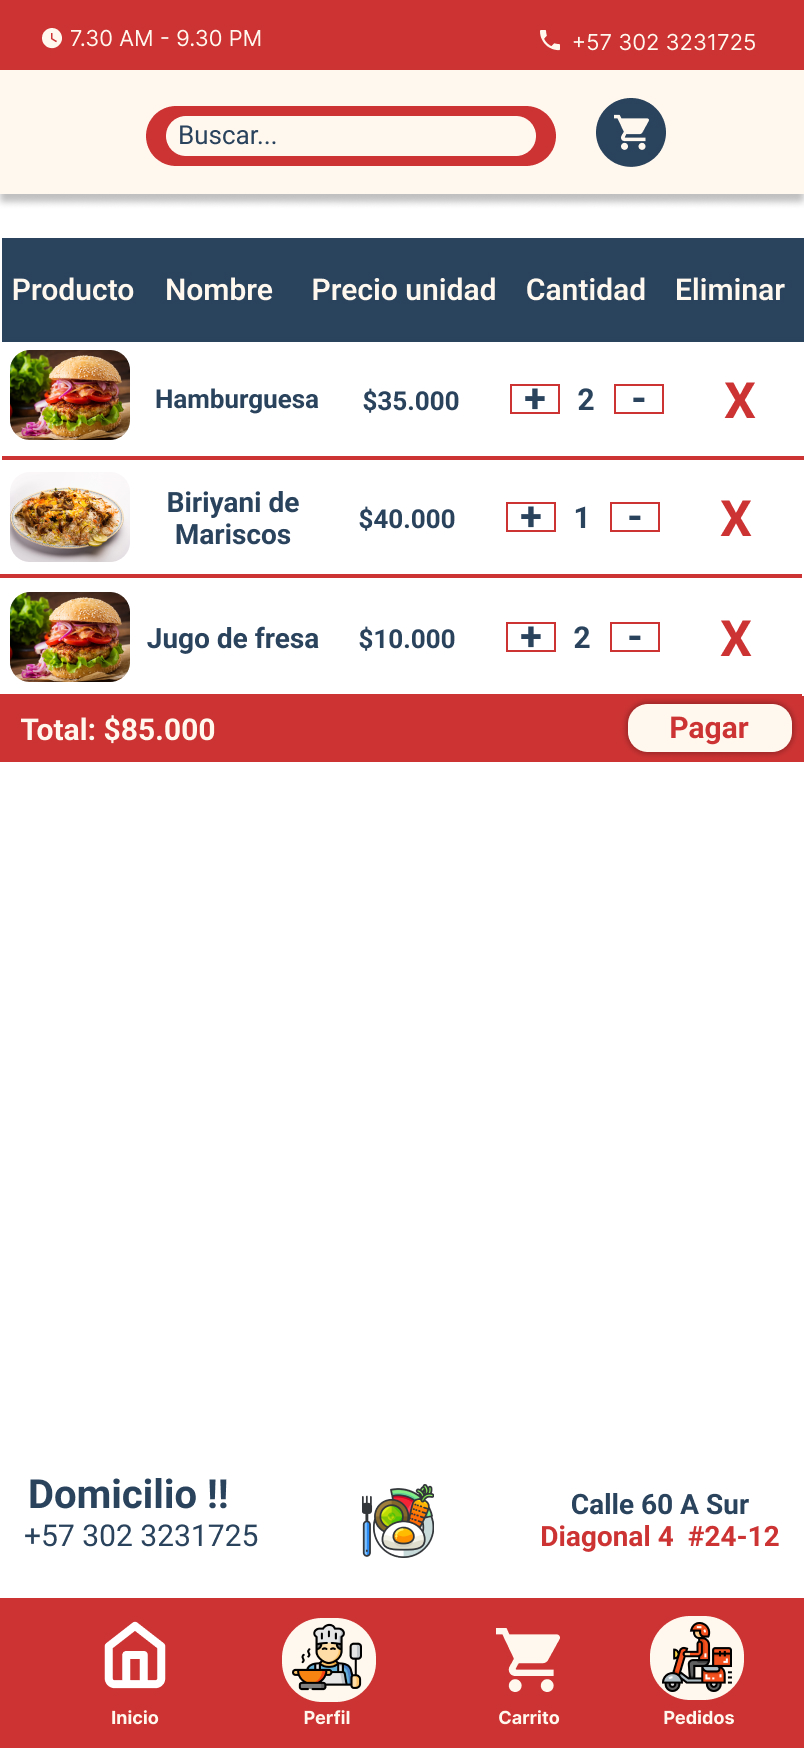 7.30 AM - 9.30 PM
+57 302 3231725
Buscar...
Producto Nombre Precio unidad Cantidad Eliminar
Hamburguesa $35.000 + 2 - X
Biriyani de
Mariscos $40.000 + 1 - X
Jugo de fresa $10.000 + 2 - X
Total: $85.000 Pagar
Domicilio !!
+57 302 3231725
Calle 60 A Sur
Diagonal 4 #24-12
Inicio Perfil Carrito Pedidos